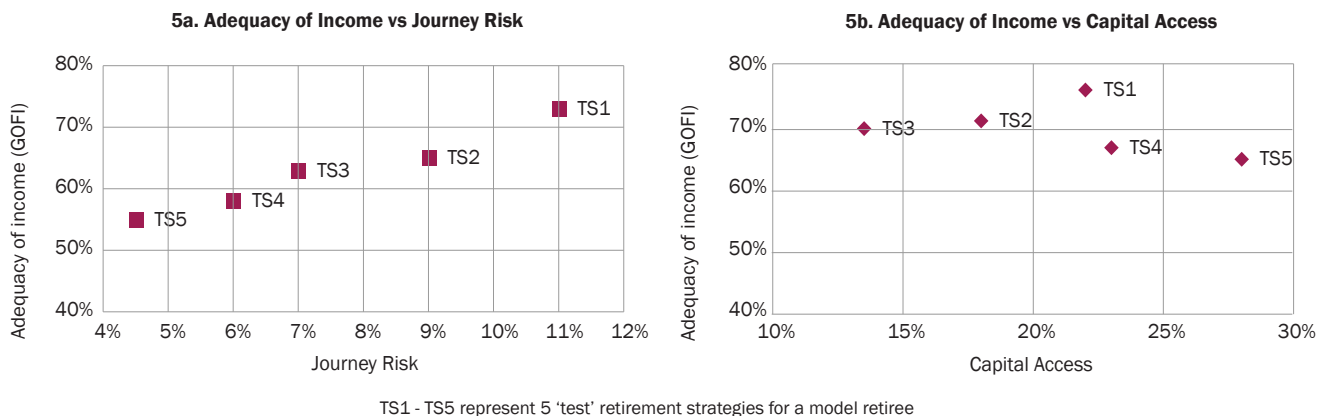 5a. Adequacy of Income vs Journey Risk
Adequacy of income (GOFI)
80%
70%
60%
50%
40%
TS1
TS2
TS3
TS4
TS5
4% 5% 6% 7% 8% 9% 10% 11% 12%
Journey Risk
5b. Adequacy of Income vs Capital Access
Adequacy of income (GOFI)
80%
70%
60%
50%
40%
TS1
TS2
TS3
TS4
TS5
10% 15% 20% 25% 30%
Capital Access
TS1 - TS5 represent 5 ‘test’ retirement strategies for a model retiree